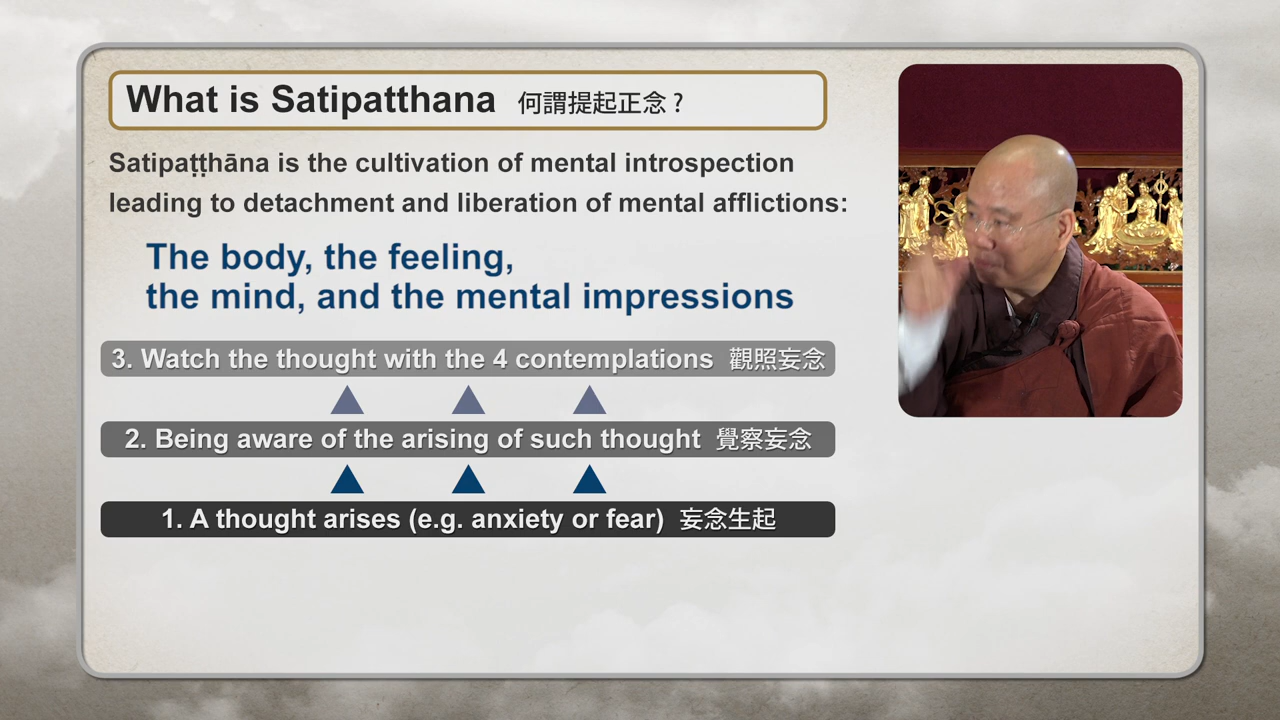 What is Satipatthana 何謂提起正念 ?
Satipaṭṭhāna is the cultivation of mental introspection
leading to detachment and liberation of mental afflictions:
The body, the feeling,
the mind, and the mental impressions
3. Watch the thought with the 4 contemplations 觀照妄念
2. Being aware of the arising of such thought 覺察妄念
1. A thought arises (e.g. anxiety or fear) 妄念生起